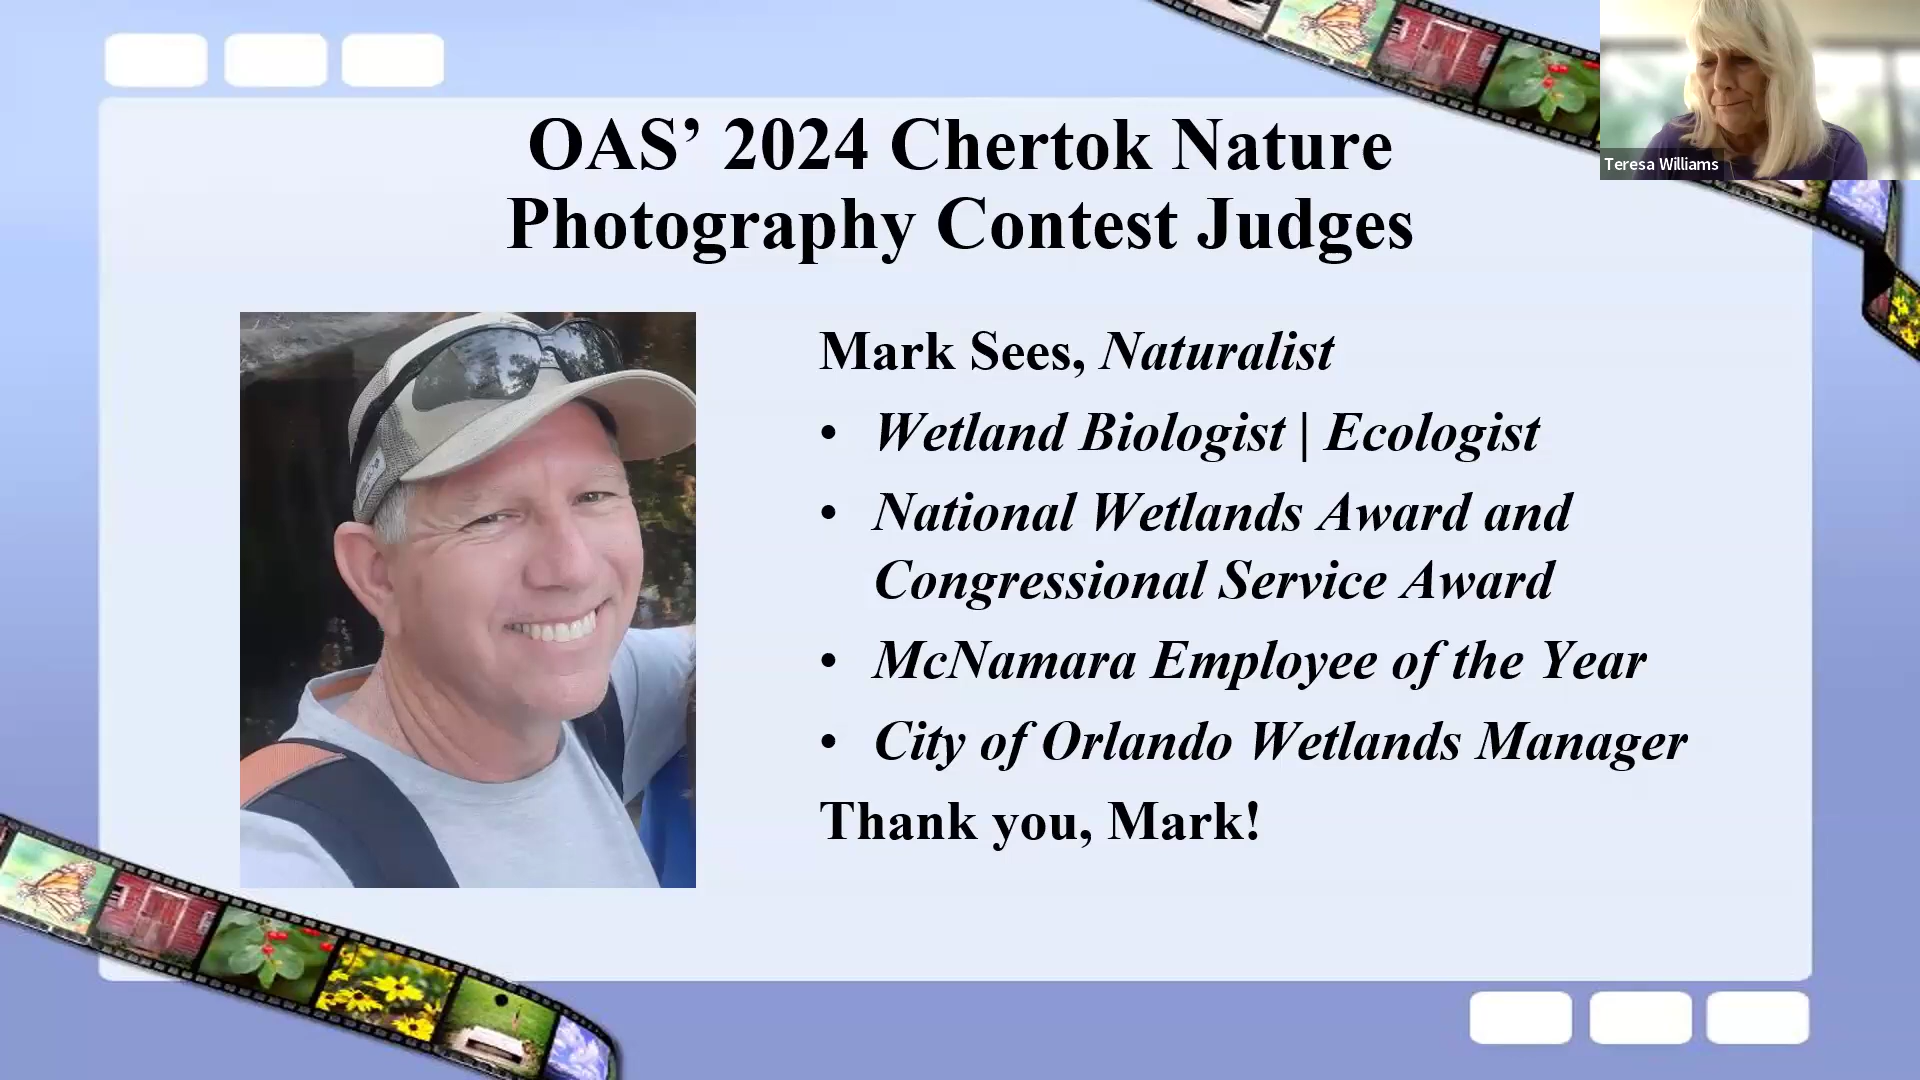 OAS’ 2024 Chertok Nature
Photography Contest Judges
Teresa Williams
Mark Sees, Naturalist
• Wetland Biologist | Ecologist
• National Wetlands Award and
Congressional Service Award
• McNamara Employee of the Year
• City of Orlando Wetlands Manager
Thank you, Mark!